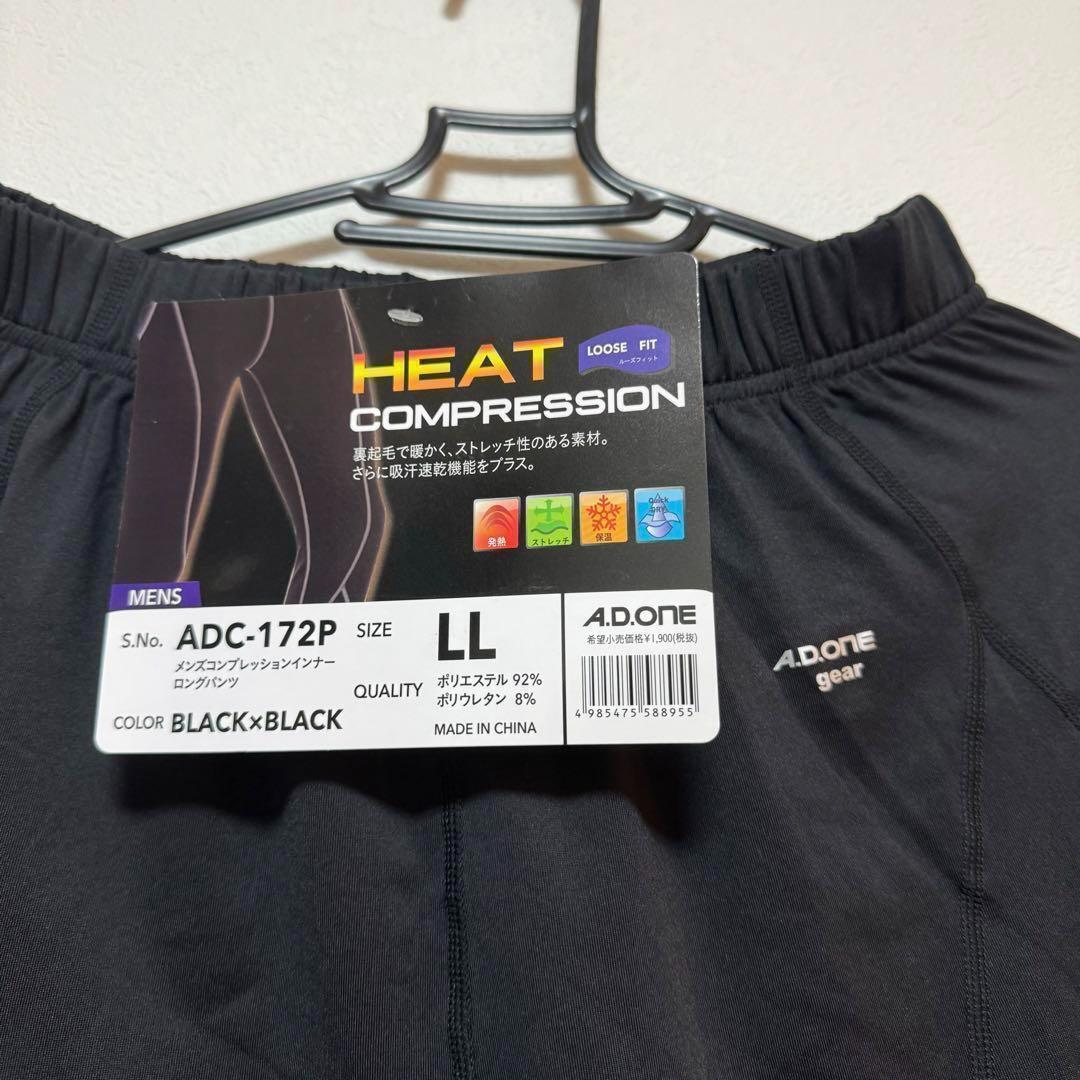 HEAT
LOOSE FIT
ルーズフィット
COMPRESSION
裏起毛で暖かく、ストレッチ性のある素材。
さらに吸汗速乾機能をプラス。
発熱
ストレッチ
保温
Quick
DRY
MENS
S.No. ADC-172P
メンズコンプレッションインナー
ロングパンツ
COLOR BLACK×BLACK
SIZE LL
QUALITY ポリエステル 92%
ポリウレタン 8%
MADE IN CHINA
A.D.ONE
希望小売価格¥1,900(税抜)
4 985475 588955
A.D.ONE
gear